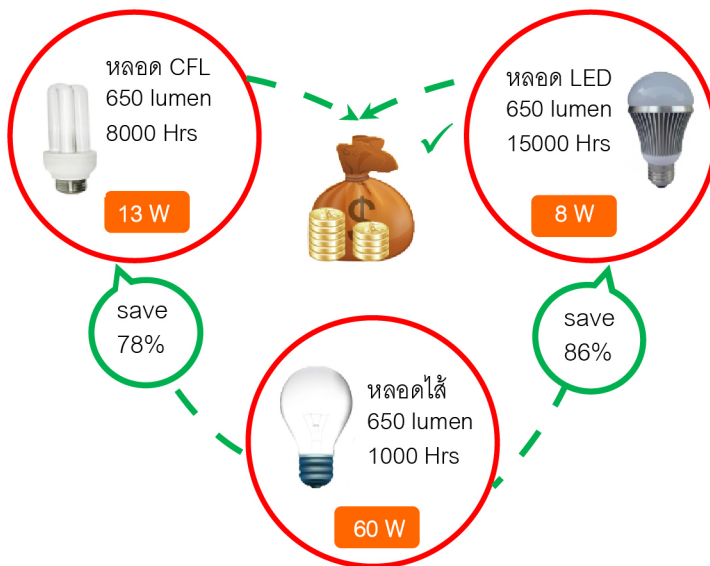 หลอด CFL
650 lumen
8000 Hrs
13 W
หลอด LED
650 lumen
15000 Hrs
8 W
$
save
78%
save
86%
หลอดไส้
650 lumen
1000 Hrs
60 W